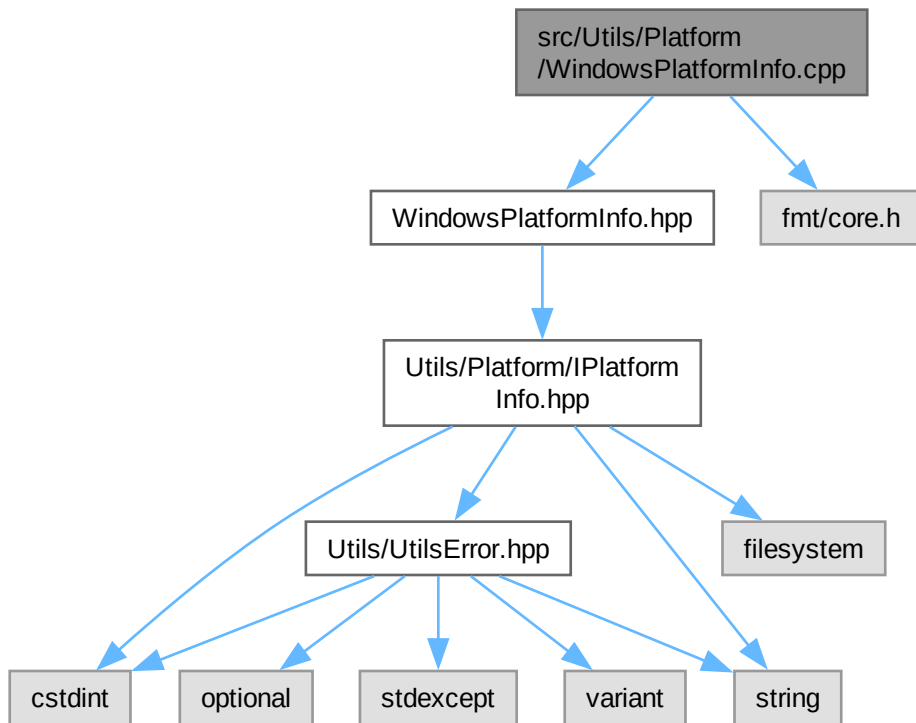 src/Utils/Platform
/WindowsPlatformInfo.cpp
WindowsPlatformInfo.hpp
fmt/core.h
Utils/Platform/IPlatform
Info.hpp
Utils/UtilsError.hpp
filesystem
cstdint
optional
stdexcept
variant
string